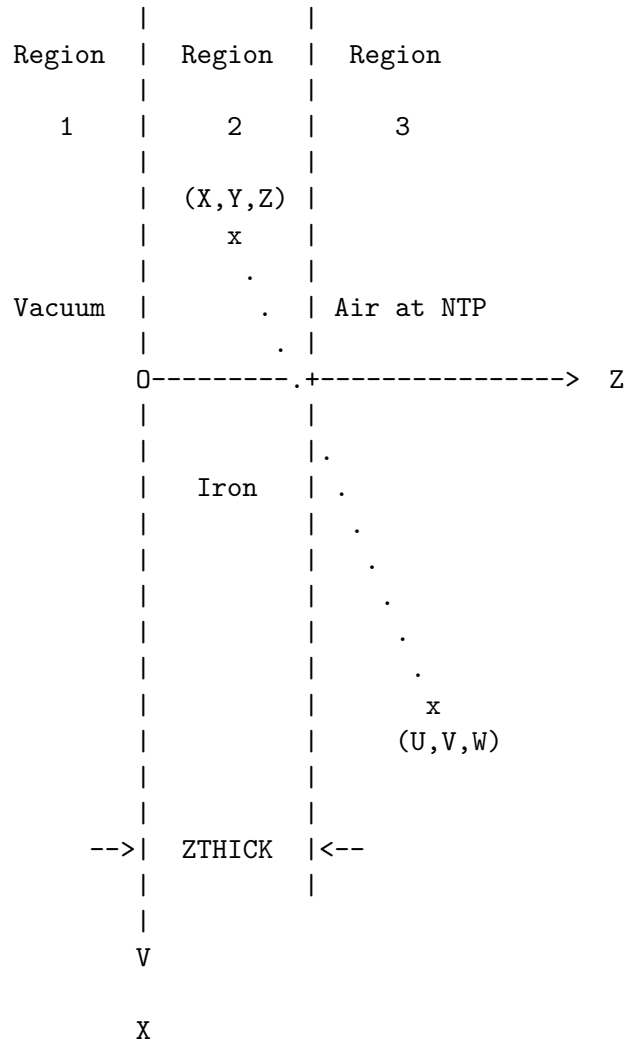 |                |
Region | Region | Region
|                |
1 | 2 | 3
|                |
|                |
| (X,Y,Z) |
| x |
| . |
Vacuum | . | Air at NTP
| . |
O---------.+----------------> Z
|                |
| |.
| Iron | .
| | .
| | .
| | .
| | .
| | .
| | x
| | (U,V,W)
|                |
|                |
-->| ZTHICK |<--
|                |
|
V
X